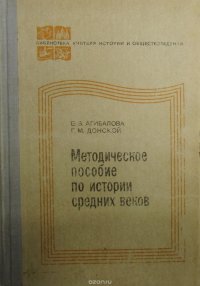 БИБЛИОТЕКА УЧИТЕЛЯ ИСТОРИИ И ОБЩЕСТВОВЕДЕНИЯ
Е. В. АГИБАЛОВА
Г. М. ДОНСКОЙ
Методическое
пособие
по истории
средних веков